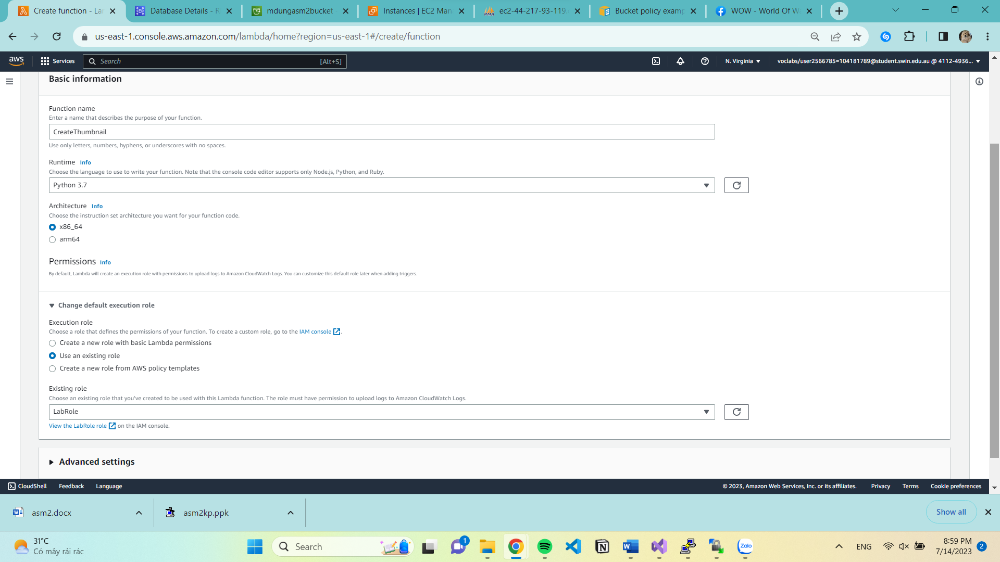 Create function - La
Database Details - R
mdungasm2bucket
Instances | EC2 Man
PMA
ec2-44-217-93-119.
Bucket policy examp
WOW - World Of W
us-east-1.console.aws.amazon.com/lambda/home?region=us-east-1#/create/function
aws
Services
Search
[Alt+S]
N. Virginia
voclabs/user2566785=104181789@student.swin.edu.au @ 4112-4936...
Basic information
Function name
Enter a name that describes the purpose of your function.
CreateThumbnail
Use only letters, numbers, hyphens, or underscores with no spaces.
Runtime Info
Choose the language to use to write your function. Note that the console code editor supports only Node.js, Python, and Ruby.
Python 3.7
Architecture Info
Choose the instruction set architecture you want for your function code.
x86_64
arm64
Permissions Info
By default, Lambda will create an execution role with permissions to upload logs to Amazon CloudWatch Logs. You can customize this default role later when adding triggers.
Change default execution role
Execution role
Choose a role that defines the permissions of your function. To create a custom role, go to the IAM console.
Create a new role with basic Lambda permissions
Use an existing role
Create a new role from AWS policy templates
Existing role
Choose an existing role that you've created to be used with this Lambda function. The role must have permission to upload logs to Amazon CloudWatch Logs.
LabRole
View the LabRole role on the IAM console.
Advanced settings
CloudShell
Feedback
Language
© 2023, Amazon Web Services, Inc. or its affiliates.
Privacy
Terms
Cookie preferences
asm2.docx
asm2kp.ppk
Show all
31°C
Có mây rải rác
Search
1
Zalo
ENG
8:59 PM
7/14/2023
2